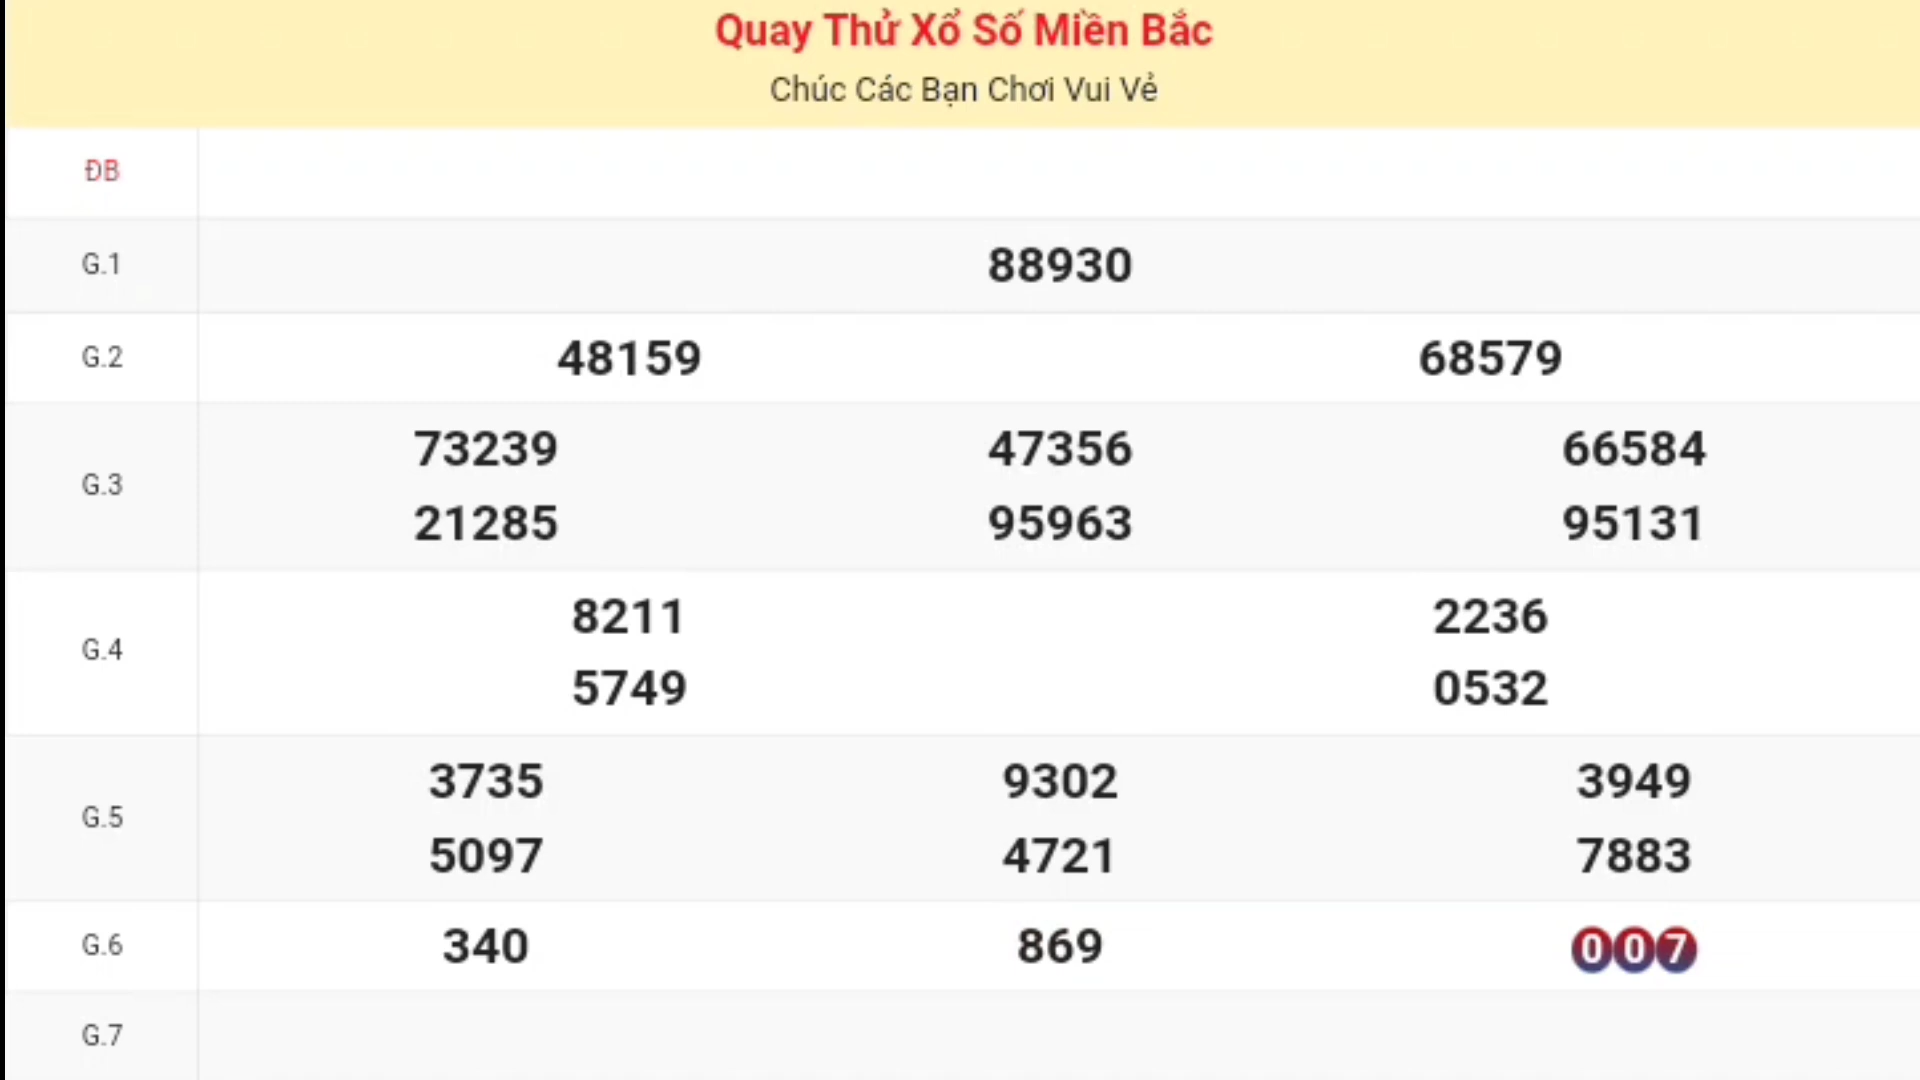 Quay Thử Xổ Số Miền Bắc
Chúc Các Bạn Chơi Vui Vẻ
ĐB
G.1 88930
G.2 48159 68579
G.3 73239 47356 66584
21285 95963 95131
G.4 8211 2236
5749 0532
G.5 3735 9302 3949
5097 4721 7883
G.6 340 869 007
G.7